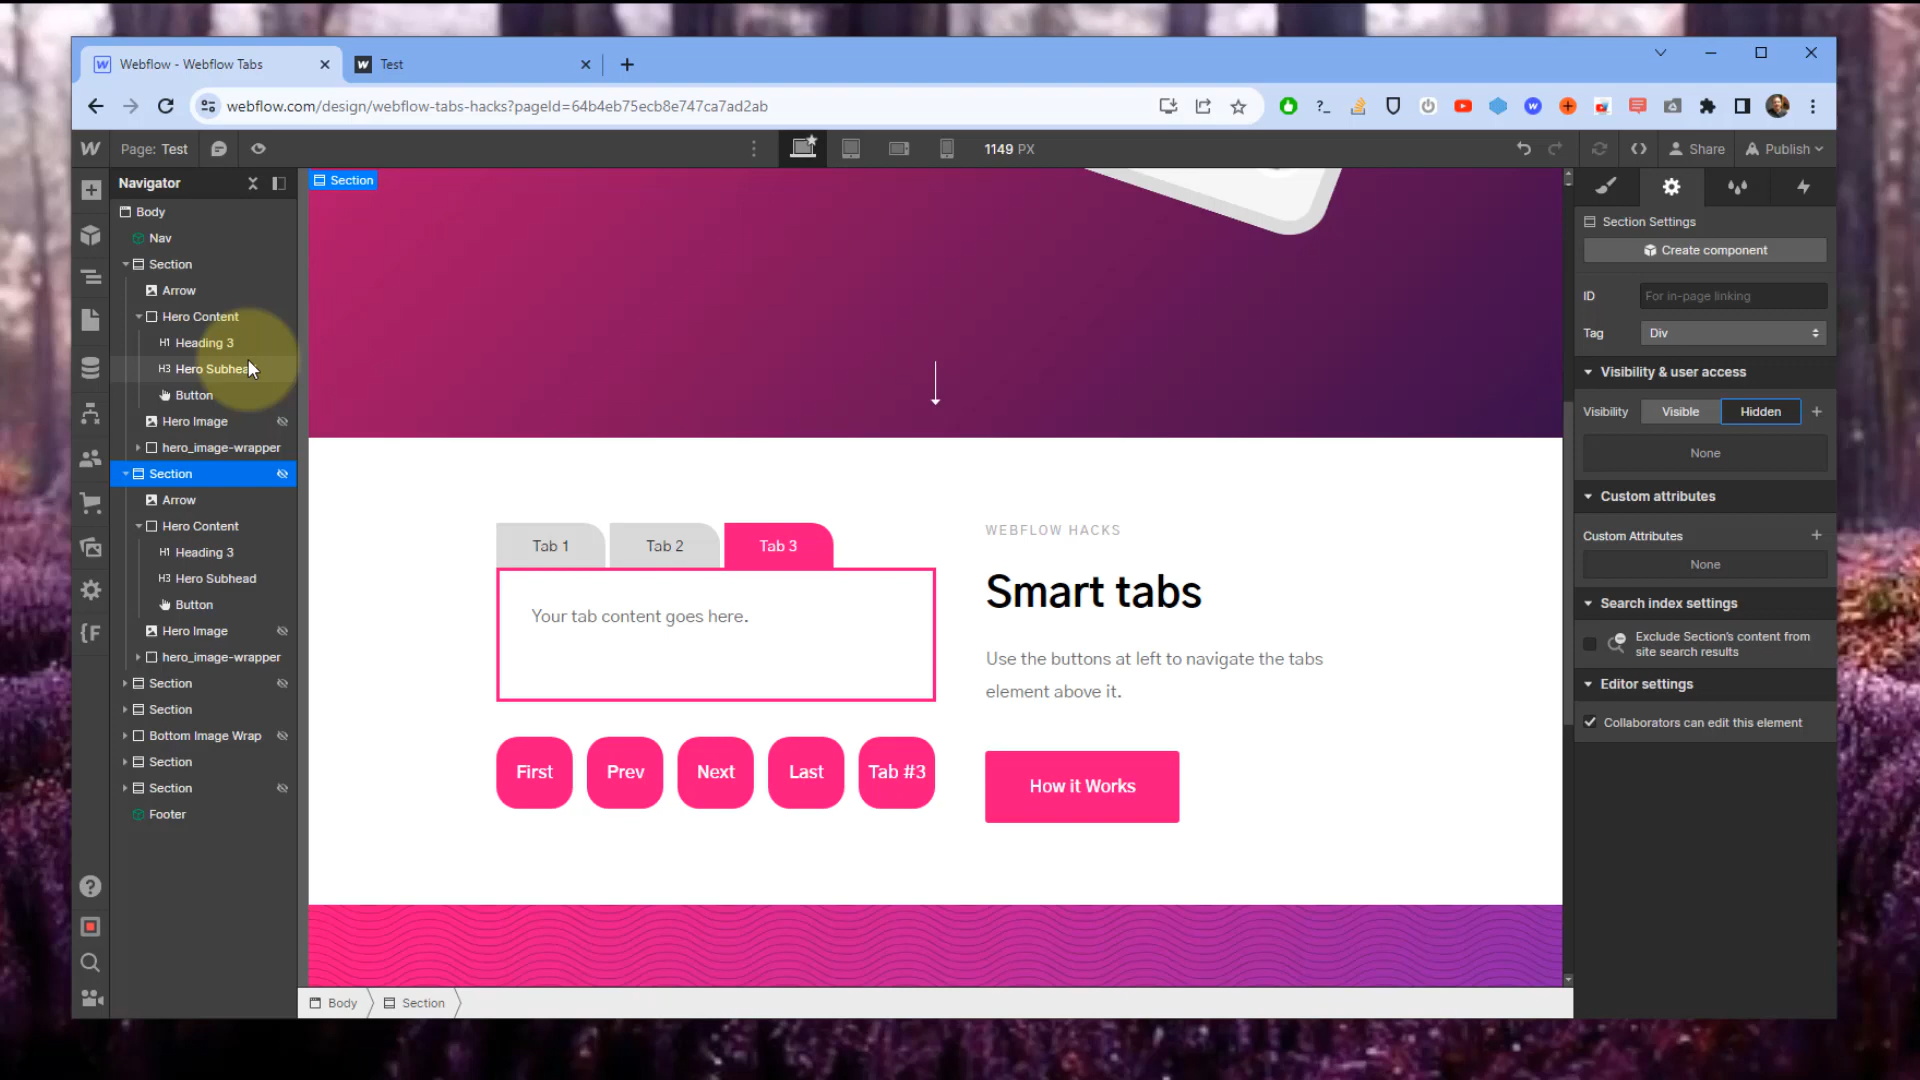 Webflow - Webflow Tabs
Test
webflow.com/design/webflow-tabs-hacks?pageId=64b4eb75ecb8e747ca7ad2ab
Page: Test
1149 PX
Share
Publish
Navigator
Body
Nav
Section
Arrow
Hero Content
H1 Heading 3
H3 Hero Subhea
Button
Hero Image
hero_image-wrapper
Section
Arrow
Hero Content
H1 Heading 3
H3 Hero Subhead
Button
Hero Image
hero_image-wrapper
Section
Section
Bottom Image Wrap
Section
Section
Footer
Section
Tab 1
Tab 2
Tab 3
Your tab content goes here.
First
Prev
Next
Last
Tab #3
WEBFLOW HACKS
Smart tabs
Use the buttons at left to navigate the tabs
element above it.
How it Works
Body
Section
Section Settings
Create component
ID
For in-page linking
Tag
Div
Visibility & user access
Visibility
Visible
Hidden
None
Custom attributes
Custom Attributes
None
Search index settings
Exclude Section's content from
site search results
Editor settings
Collaborators can edit this element